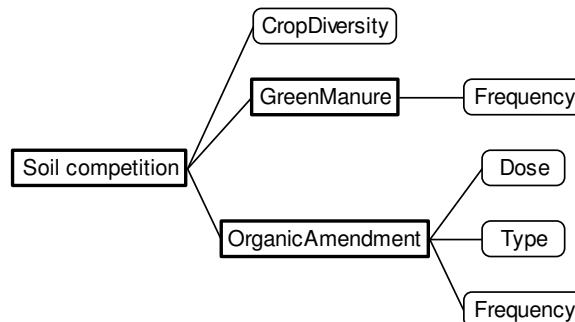 CropDiversity
GreenManure
Frequency
Soil competition
Dose
OrganicAmendment
Type
Frequency